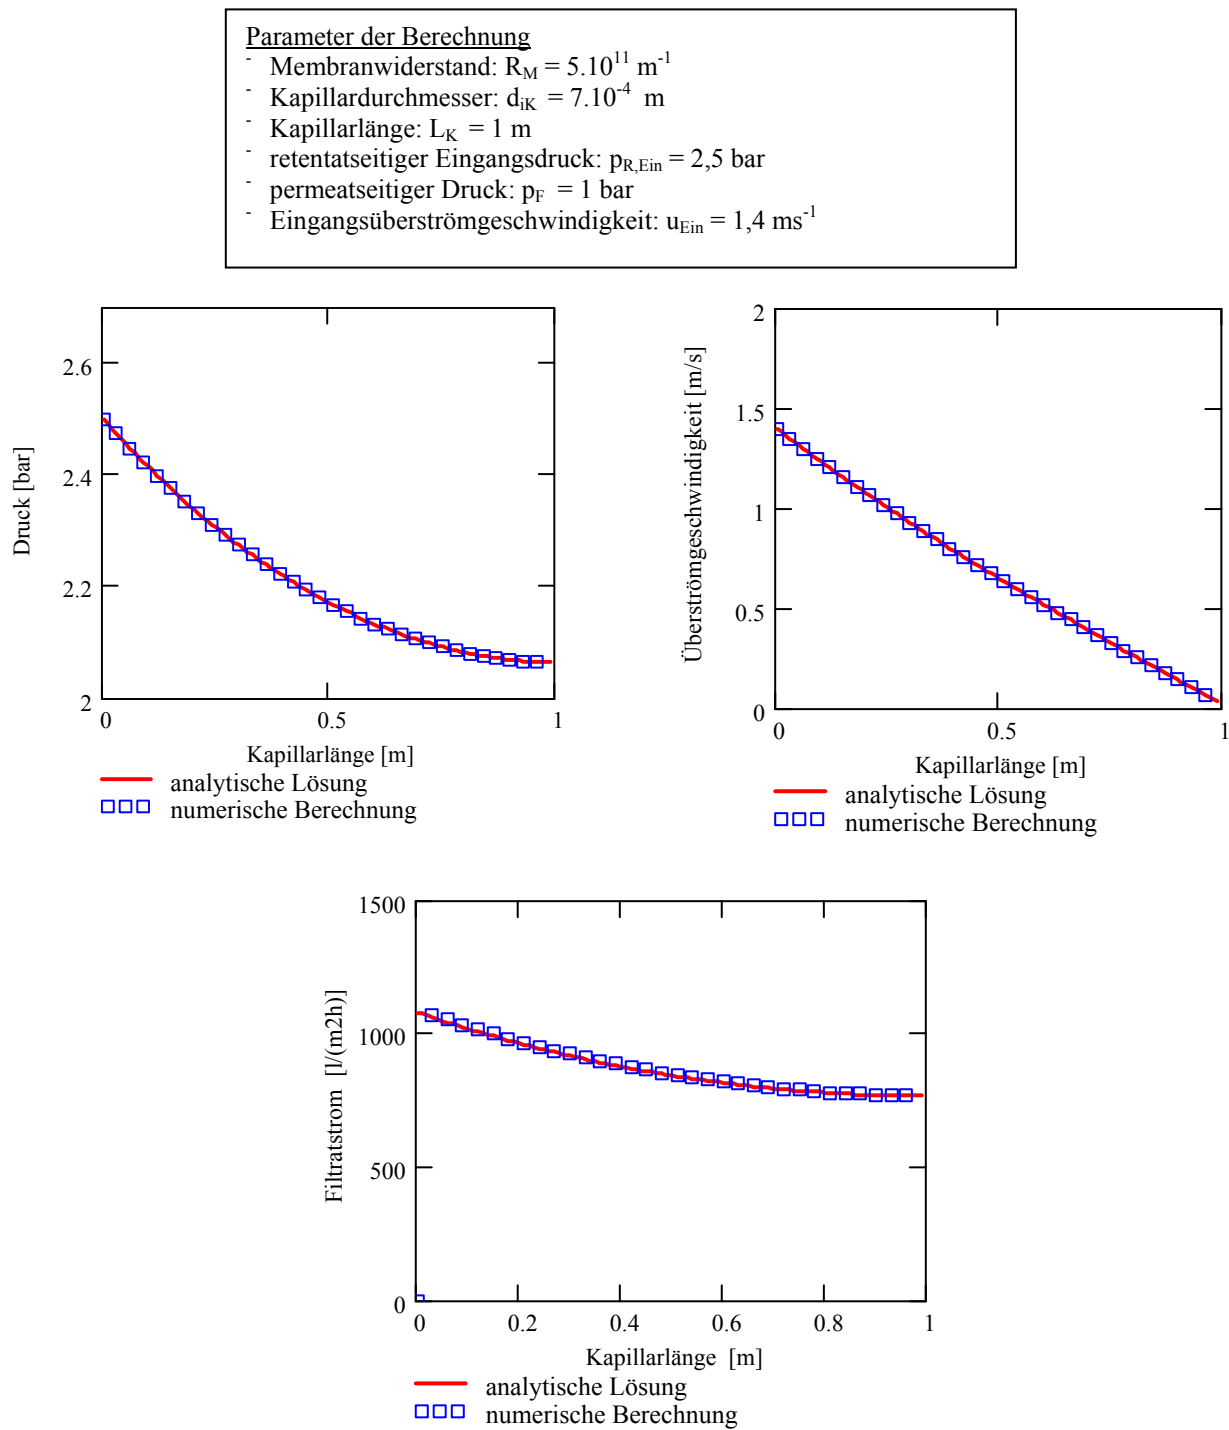 Parameter der Berechnung
- Membranwiderstand: R_M = 5.10^11 m^-1
- Kapillardurchmesser: d_iK = 7.10^-4 m
- Kapillarlänge: L_K = 1 m
- retentatseitiger Eingangsdruck: p_R,Ein = 2,5 bar
- permeatseitiger Druck: p_F = 1 bar
- Eingangsüberströmgeschwindigkeit: u_Ein = 1,4 ms^-1
Druck [bar]
2.6
2.4
2.2
2
0 0.5 1
Kapillarlänge [m]
analytische Lösung
numerische Berechnung
Überströmgeschwindigkeit [m/s]
2
1.5
1
0.5
0
0 0.5 1
Kapillarlänge [m]
analytische Lösung
numerische Berechnung
Filtratstrom [l/(m2h)]
1500
1000
500
0
0 0.2 0.4 0.6 0.8 1
Kapillarlänge [m]
analytische Lösung
numerische Berechnung